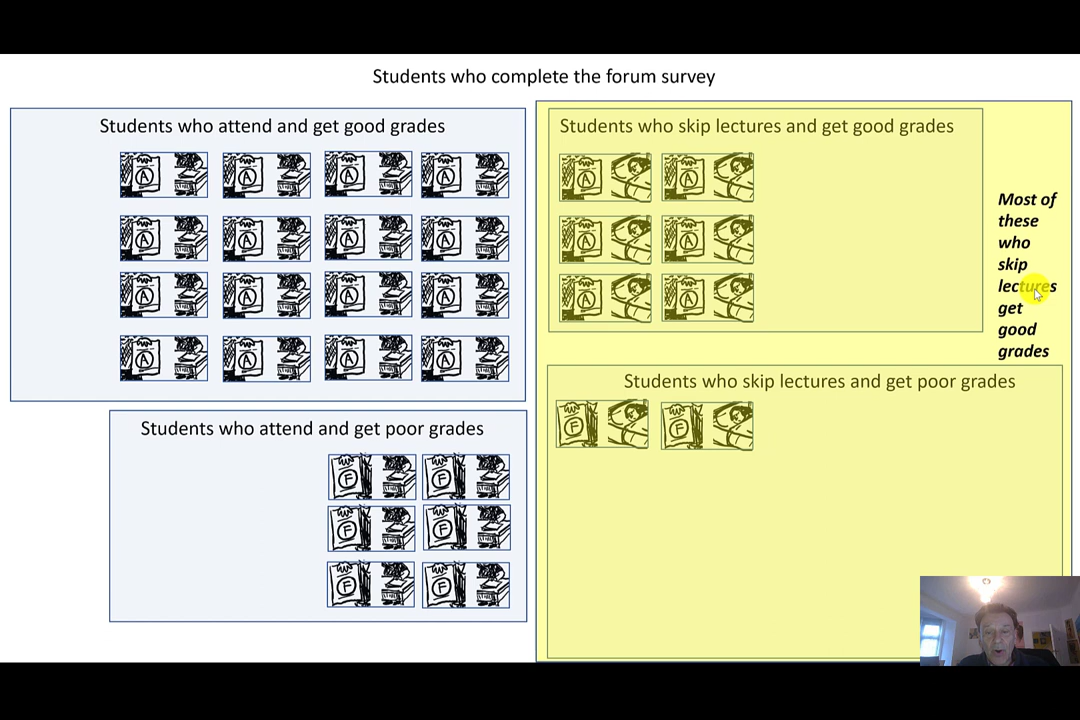 Students who complete the forum survey
Students who attend and get good grades
A A A A
A A A A
A A A A
A A A A
Students who attend and get poor grades
F F
F F
F F
Students who skip lectures and get good grades
A A
A A
A A
Most of
these
who
skip
lectures
get
good
grades
Students who skip lectures and get poor grades
F F